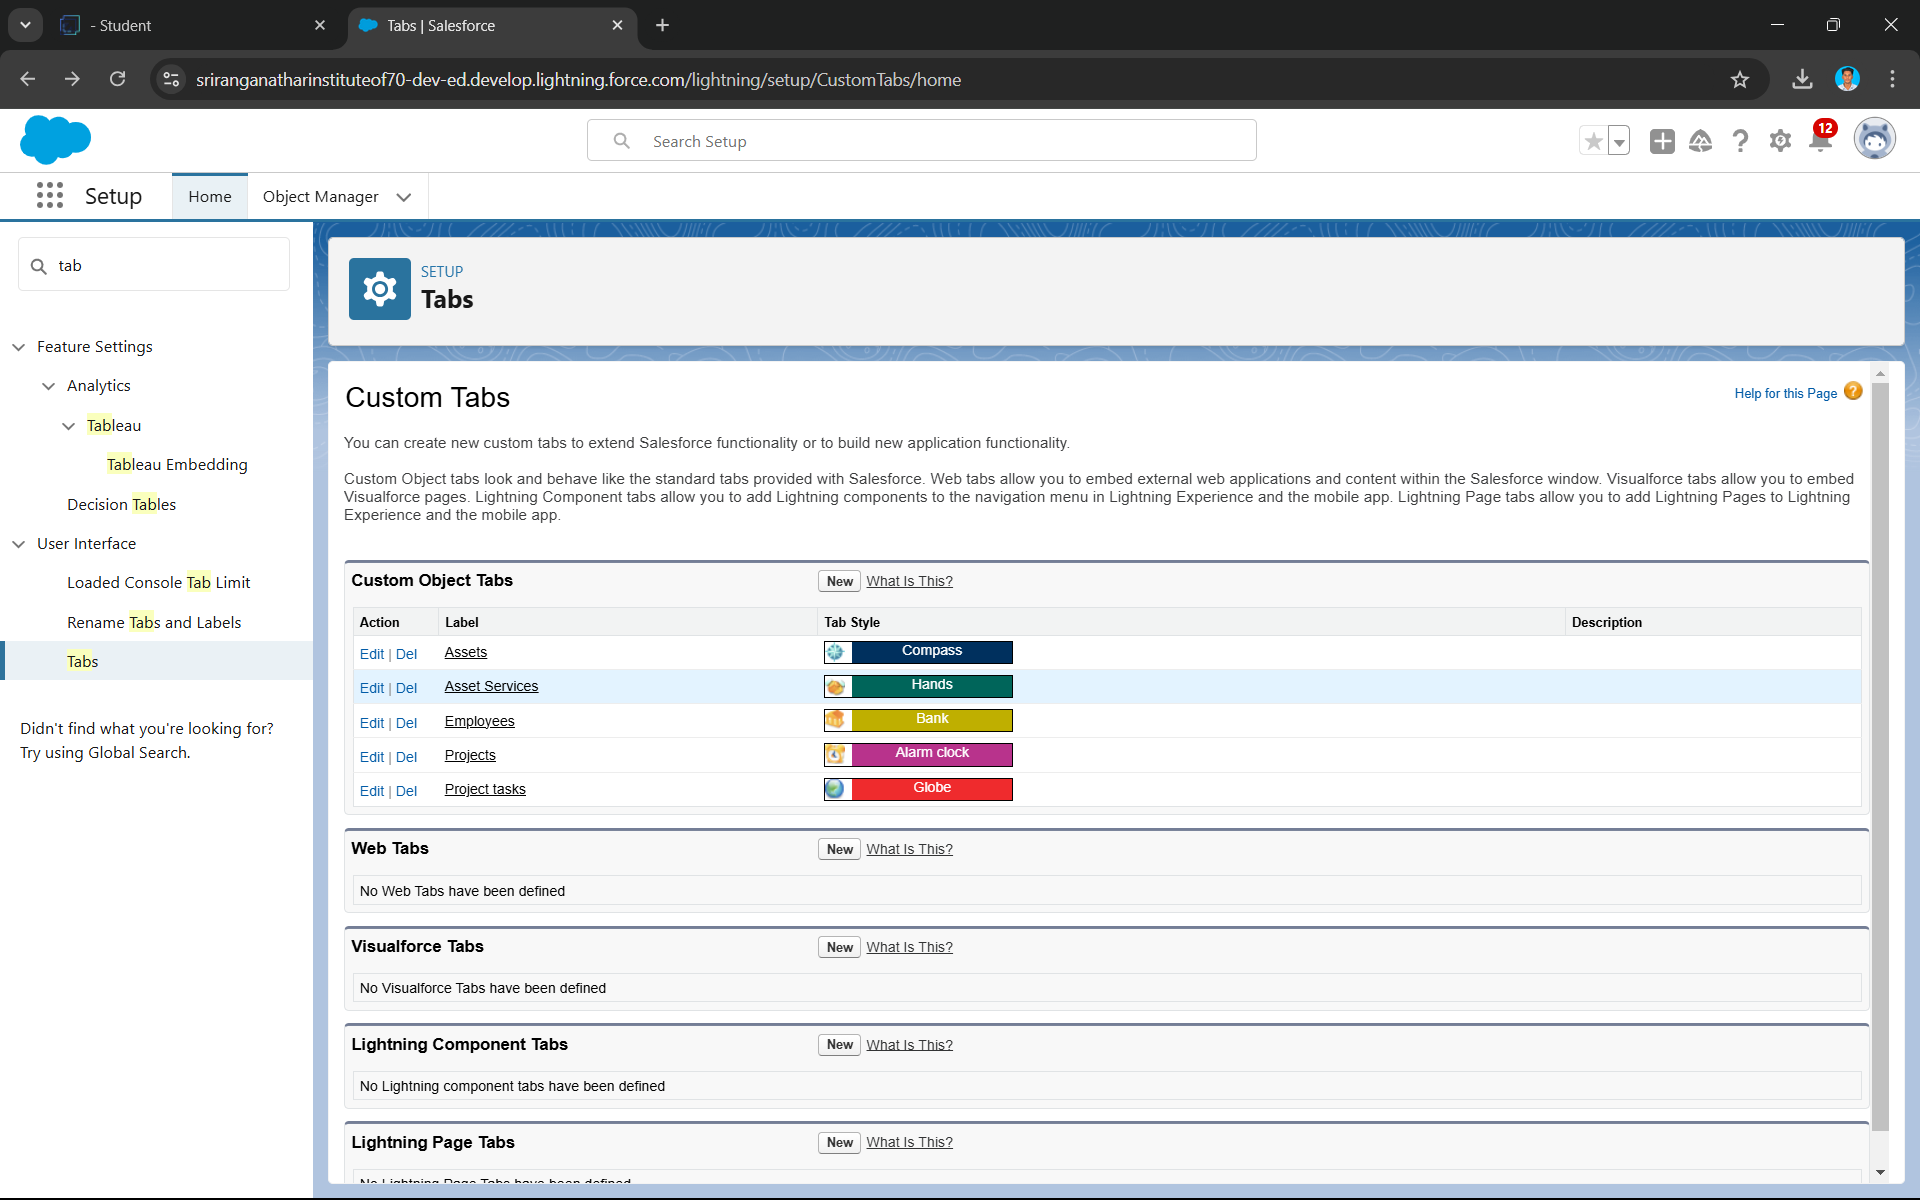 - Student
Tabs | Salesforce
sriranganatharinstituteof70-dev-ed.develop.lightning.force.com/lightning/setup/CustomTabs/home
Search Setup
12
Setup
Home
Object Manager
tab
Feature Settings
Analytics
Tableau
Tableau Embedding
Decision Tables
User Interface
Loaded Console Tab Limit
Rename Tabs and Labels
Tabs
Didn't find what you're looking for?
Try using Global Search.
SETUP
Tabs
Custom Tabs
Help for this Page
You can create new custom tabs to extend Salesforce functionality or to build new application functionality.
Custom Object tabs look and behave like the standard tabs provided with Salesforce. Web tabs allow you to embed external web applications and content within the Salesforce window. Visualforce tabs allow you to embed
Visualforce pages. Lightning Component tabs allow you to add Lightning components to the navigation menu in Lightning Experience and the mobile app. Lightning Page tabs allow you to add Lightning Pages to Lightning
Experience and the mobile app.
Custom Object Tabs New What Is This?
Action Label Tab Style Description
Edit | Del Assets Compass
Edit | Del Asset Services Hands
Edit | Del Employees Bank
Edit | Del Projects Alarm clock
Edit | Del Project tasks Globe
Web Tabs New What Is This?
No Web Tabs have been defined
Visualforce Tabs New What Is This?
No Visualforce Tabs have been defined
Lightning Component Tabs New What Is This?
No Lightning component tabs have been defined
Lightning Page Tabs New What Is This?
No Lightning Page Tabs have been defined